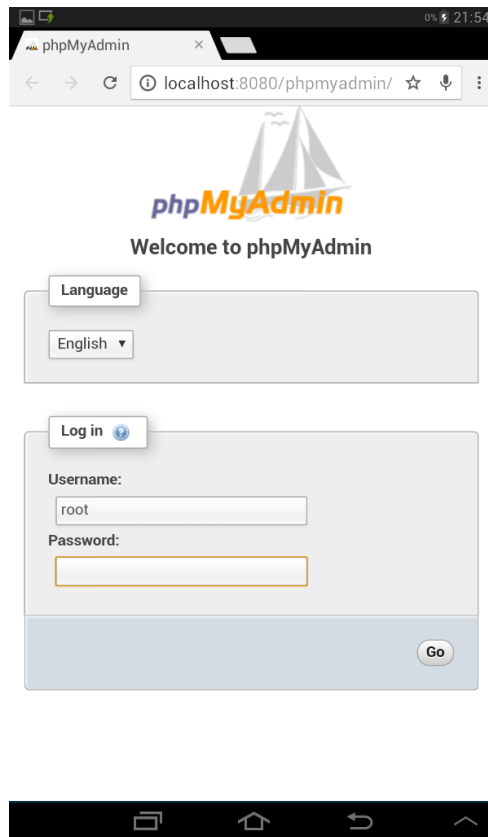 0% 21:54
phpMyAdmin
localhost:8080/phpmyadmin/
phpMyAdmin
Welcome to phpMyAdmin
Language
English
Log in
Username:
root
Password:
Go